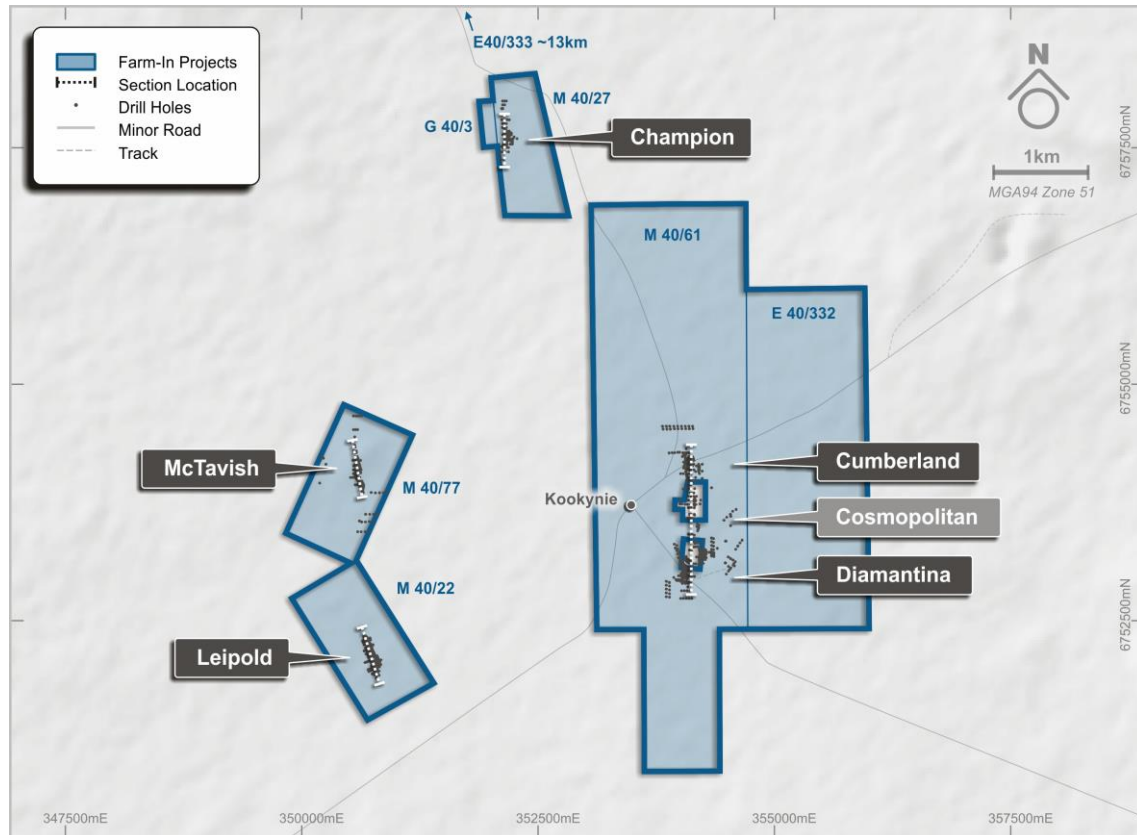 E40/333 ~13km
Farm-In Projects
Section Location
Drill Holes
Minor Road
Track
M 40/27
G 40/3
Champion
N
1km
MGA94 Zone 51
6757500mN
M 40/61
E 40/332
6755000mN
McTavish
M 40/77
Kookynie
Cumberland
Cosmopolitan
Diamantina
M 40/22
Leipold
6752500mN
347500mE
350000mE
352500mE
355000mE
357500mE